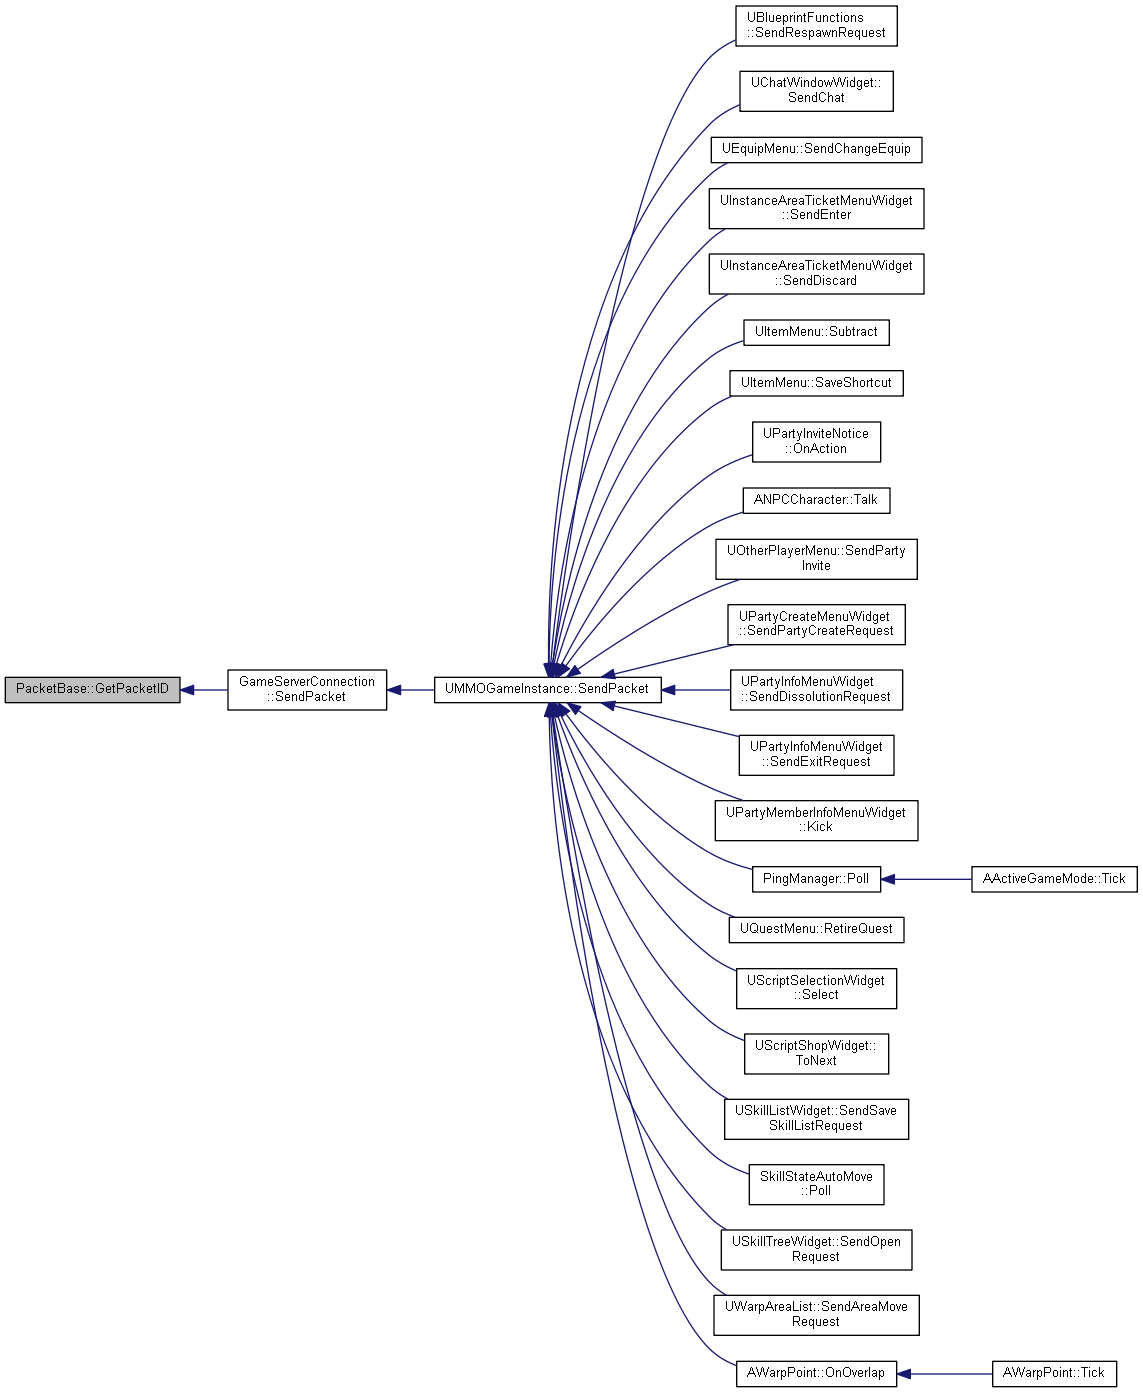 UBlueprintFunctions
::SendRespawnRequest
UChatWindowWidget::
SendChat
UEquipMenu::SendChangeEquip
UInstanceAreaTicketMenuWidget
::SendEnter
UInstanceAreaTicketMenuWidget
::SendDiscard
UItemMenu::Subtract
UItemMenu::SaveShortcut
UPartyInviteNotice
::OnAction
ANPCCharacter::Talk
UOtherPlayerMenu::SendParty
Invite
UPartyCreateMenuWidget
::SendPartyCreateRequest
PacketBase::GetPacketID
GameServerConnection
::SendPacket
UMMOGameInstance::SendPacket
UPartyInfoMenuWidget
::SendDissolutionRequest
UPartyInfoMenuWidget
::SendExitRequest
UPartyMemberInfoMenuWidget
::Kick
PingManager::Poll
AActiveGameMode::Tick
UQuestMenu::RetireQuest
UScriptSelectionWidget
::Select
UScriptShopWidget::
ToNext
USkillListWidget::SendSave
SkillListRequest
SkillStateAutoMove
::Poll
USkillTreeWidget::SendOpen
Request
UWarpAreaList::SendAreaMove
Request
AWarpPoint::OnOverlap
AWarpPoint::Tick